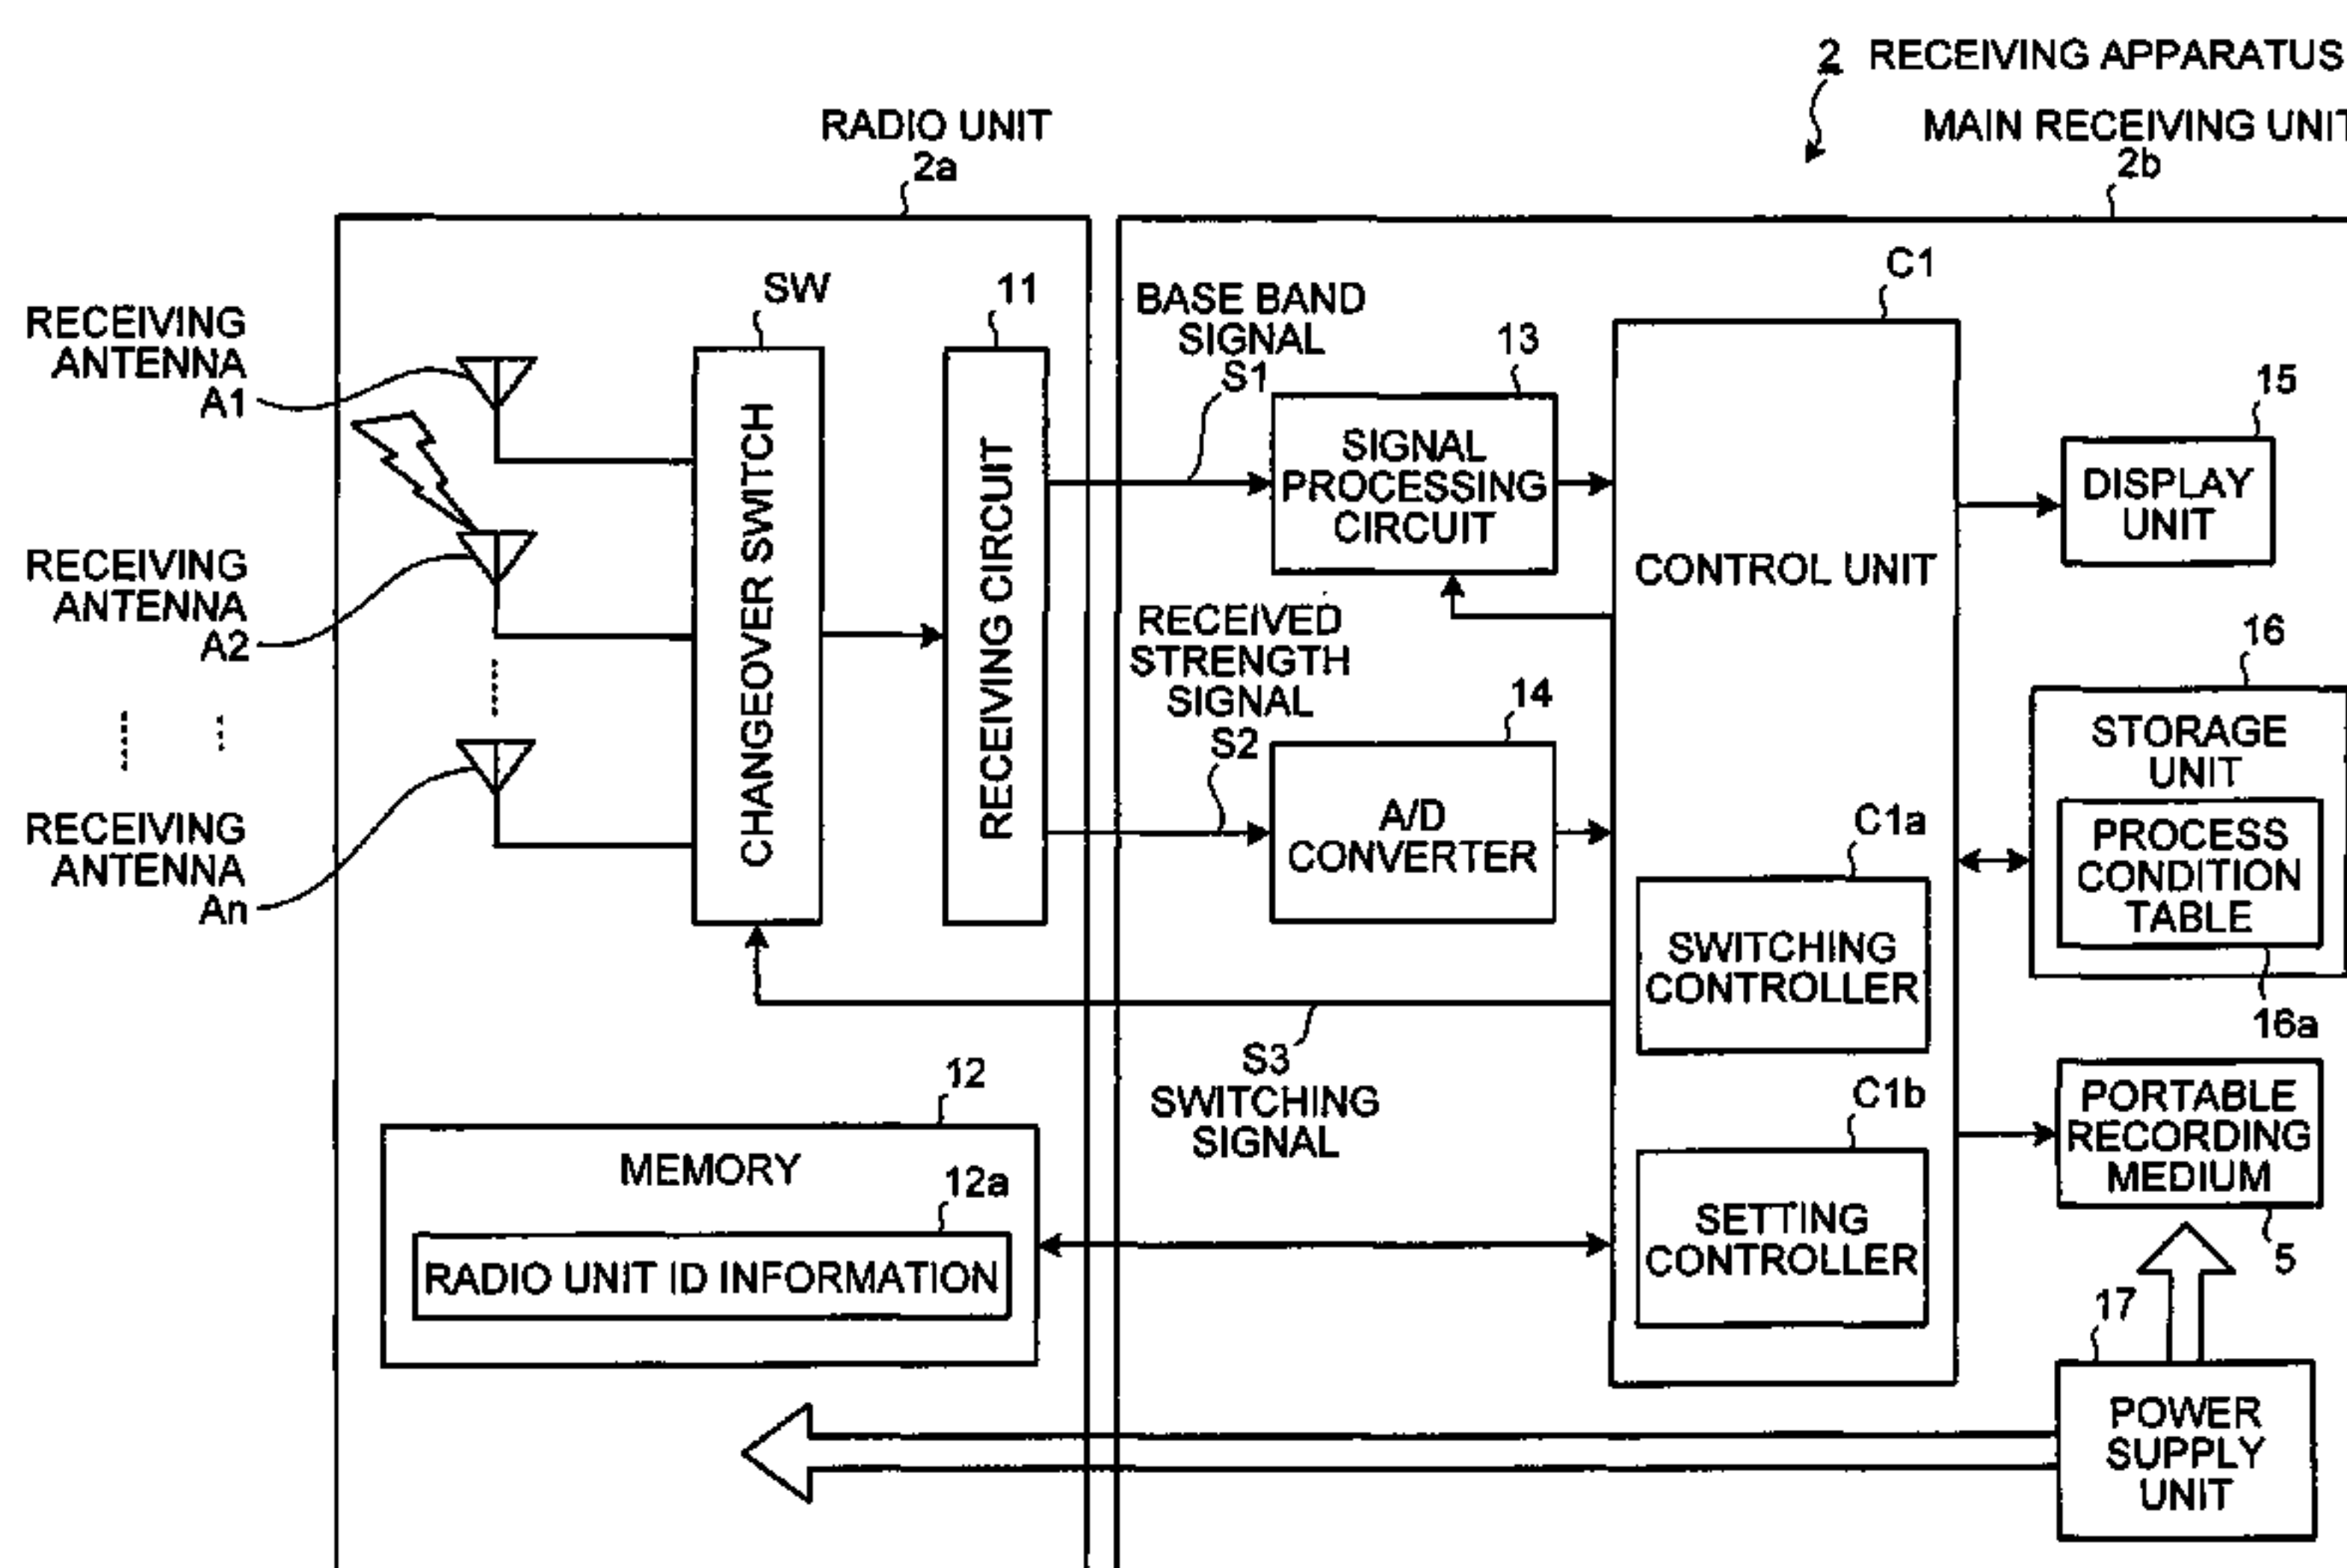 2 RECEIVING APPARATUS
RADIO UNIT
2a
MAIN RECEIVING UNIT
2b
RECEIVING
ANTENNA
A1
RECEIVING
ANTENNA
A2
RECEIVING
ANTENNA
An
SW
CHANGEOVER SWITCH
11
RECEIVING CIRCUIT
BASE BAND
SIGNAL
S1
13
SIGNAL
PROCESSING
CIRCUIT
RECEIVED
STRENGTH
SIGNAL
S2
14
A/D
CONVERTER
C1
CONTROL UNIT
C1a
SWITCHING
CONTROLLER
C1b
SETTING
CONTROLLER
S3
SWITCHING
SIGNAL
12
MEMORY
12a
RADIO UNIT ID INFORMATION
15
DISPLAY
UNIT
16
STORAGE
UNIT
PROCESS
CONDITION
TABLE
16a
PORTABLE
RECORDING
MEDIUM
5
17
POWER
SUPPLY
UNIT